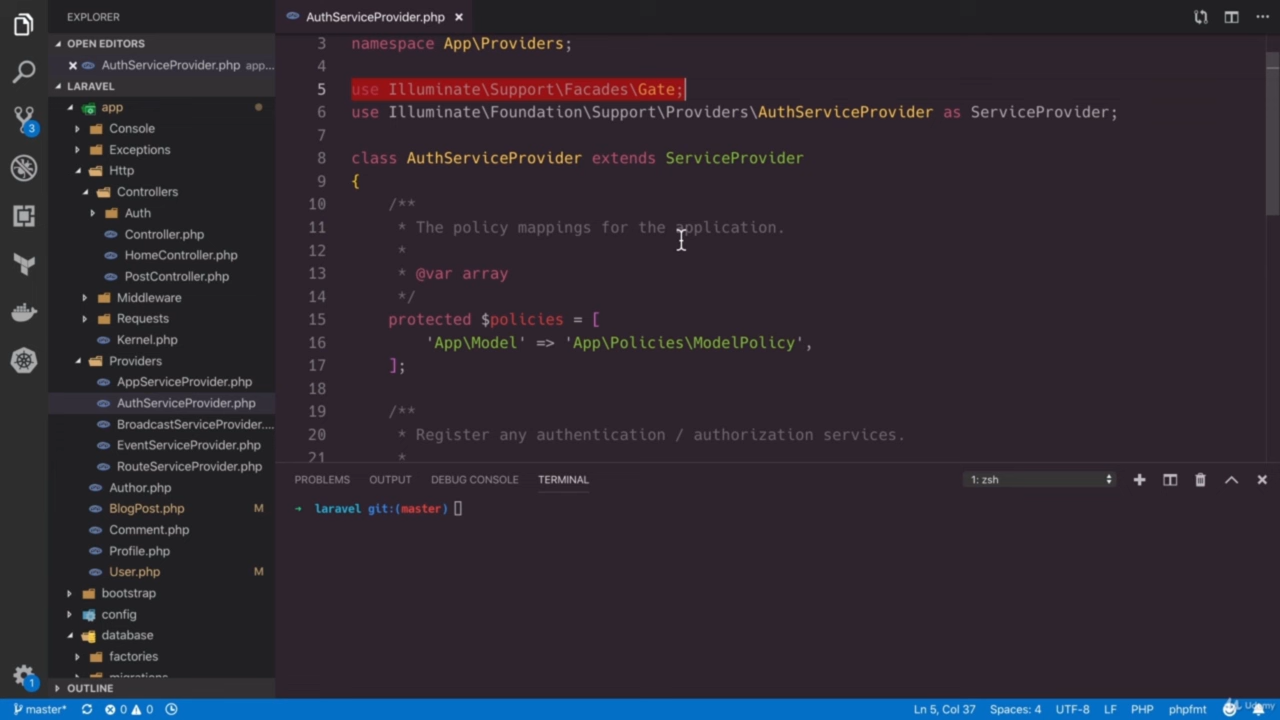 EXPLORER
OPEN EDITORS
AuthServiceProvider.php app...
LARAVEL
app
Console
Exceptions
Http
Controllers
Auth
Controller.php
HomeController.php
PostController.php
Middleware
Requests
Kernel.php
Providers
AppServiceProvider.php
AuthServiceProvider.php
BroadcastServiceProvider....
EventServiceProvider.php
RouteServiceProvider.php
Author.php
BlogPost.php M
Comment.php
Profile.php
User.php M
bootstrap
config
database
factories
migrations
OUTLINE
3
1
AuthServiceProvider.php
3 namespace App\Providers;
4
5 use Illuminate\Support\Facades\Gate;
6 use Illuminate\Foundation\Support\Providers\AuthServiceProvider as ServiceProvider;
7
8 class AuthServiceProvider extends ServiceProvider
9 {
10 /**
11 * The policy mappings for the application.
12 *
13 * @var array
14 */
15 protected $policies = [
16 'App\Model' => 'App\Policies\ModelPolicy',
17 ];
18
19 /**
20 * Register any authentication / authorization services.
21 *
PROBLEMS OUTPUT DEBUG CONSOLE TERMINAL 1: zsh
→ laravel git:(master)
master* 0 0 Ln 5, Col 37 Spaces: 4 UTF-8 LF PHP phpfmt
Udemy